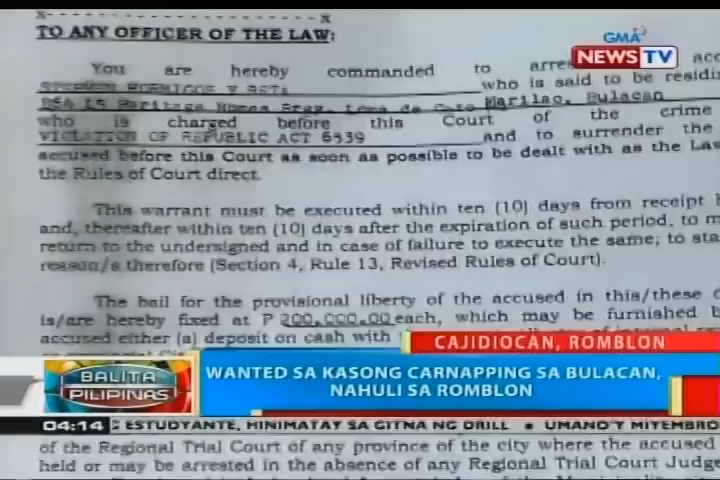 x- - - - - - - - - - - - - - - - - - - - - - - -x
TO ANY OFFICER OF THE LAW:
GMA
NEWSTV
You are hereby commanded to arres acc
who is said to be residi
Marilao, Bulacan
who is charged before this Court of the crime
VIOLATION OF REPUBLIC ACT 6539 and to surrender the
accused before this Court as soon as possible to be dealt with as the Law
the Rules of Court direct.
This warrant must be executed within ten (10) days from receipt h
and, thereafter within ten (10) days after the expiration of such period, to m
return to the undersigned and in case of failure to execute the same; to sta
reason/s therefore (Section 4, Rule 13, Revised Rules of Court).
The bail for the provisional liberty of the accused in this/these c
is/are hereby fixed at P 200,000.00 each, which may be furnished b
accused either (a) deposit on cash with
CAJIDIOCAN, ROMBLON
BALITA PILIPINAS
WANTED SA KASONG CARNAPPING SA BULACAN,
NAHULI SA ROMBLON
04:14 ESTUDYANTE, HINIMATAY SA GITNA NG DRILL • UMANO'Y MIYEMBRO
of the Regional Trial Court of any province of the city where the accused
held or may be arrested in the absence of any Regional Trial Court Judge